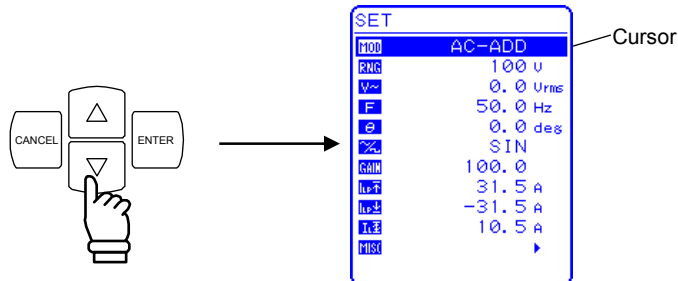 CANCEL
ENTER
SET
MOD AC-ADD
RNG 100 V
V~ 0.0 Vrms
F 50.0 Hz
θ 0.0 deg
SIN
GAIN 100.0
31.5 A
-31.5 A
10.5 A
MISC
Cursor